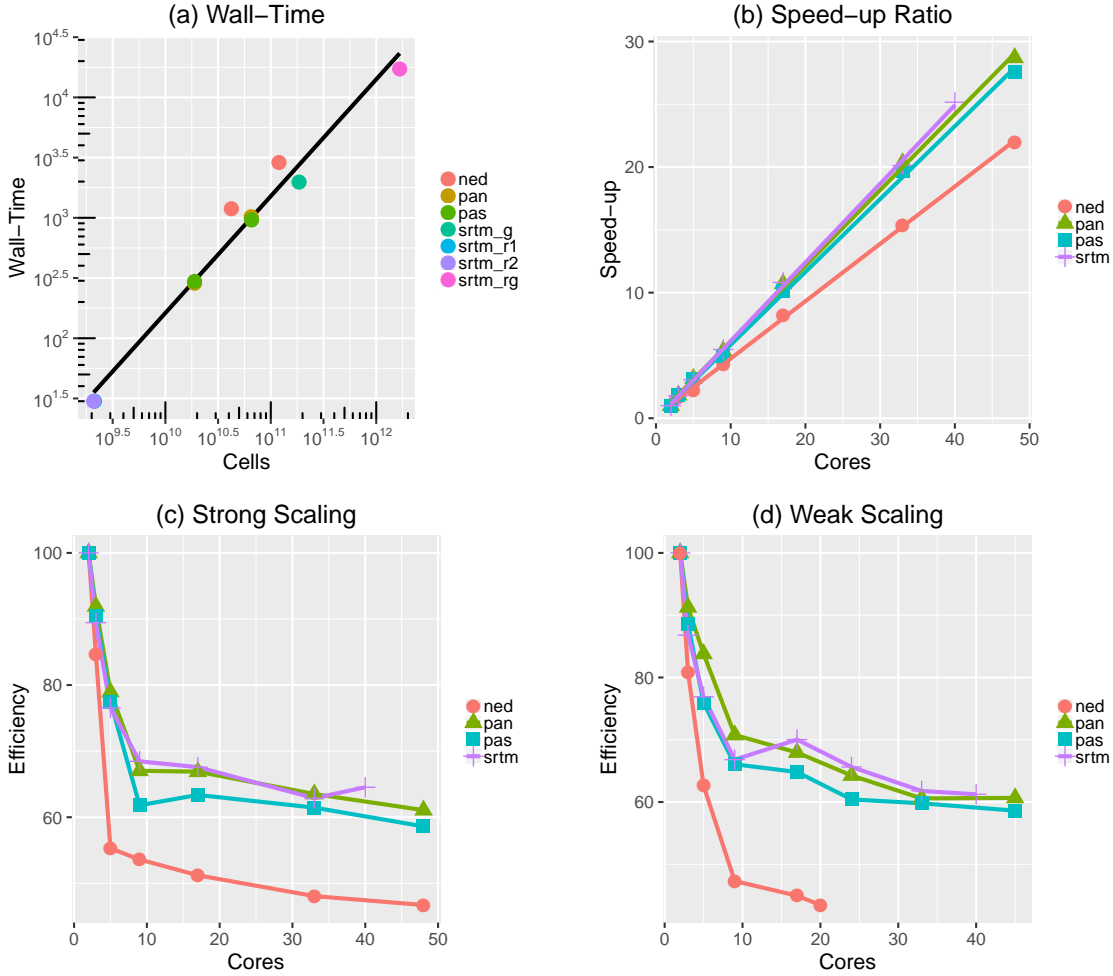 (a) Wall−Time
10^4.5
10^4
10^3.5
10^3
10^2.5
10^2
10^1.5
Wall−Time
10^9.5 10^10 10^10.5 10^11 10^11.5 10^12
Cells
ned
pan
pas
srtm_g
srtm_r1
srtm_r2
srtm_rg
(b) Speed−up Ratio
30
20
10
0
Speed−up
0 10 20 30 40 50
Cores
ned
pan
pas
srtm
(c) Strong Scaling
100
80
60
Efficiency
0 10 20 30 40 50
Cores
ned
pan
pas
srtm
(d) Weak Scaling
100
80
60
Efficiency
0 10 20 30 40
Cores
ned
pan
pas
srtm